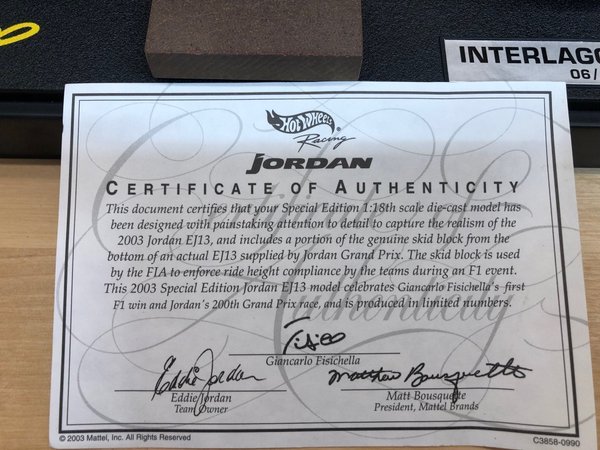 INTERLAGO
06/
Hot Wheels
Racing
JORDAN
CERTIFICATE OF AUTHENTICITY
This document certifies that your Special Edition 1:18th scale die-cast model has
been designed with painstaking attention to detail to capture the realism of the
2003 Jordan EJ13, and includes a portion of the genuine skid block from the
bottom of an actual EJ13 supplied by Jordan Grand Prix. The skid block is used
by the FIA to enforce ride height compliance by the teams during an F1 event.
This 2003 Special Edition Jordan EJ13 model celebrates Giancarlo Fisichella's first
F1 win and Jordan's 200th Grand Prix race, and is produced in limited numbers.
Giancarlo Fisichella
Eddie Jordan Matthew Bousquette
Eddie Jordan Matt Bousquette
Team Owner President, Mattel Brands
© 2003 Mattel, Inc. All Rights Reserved C3858-0990